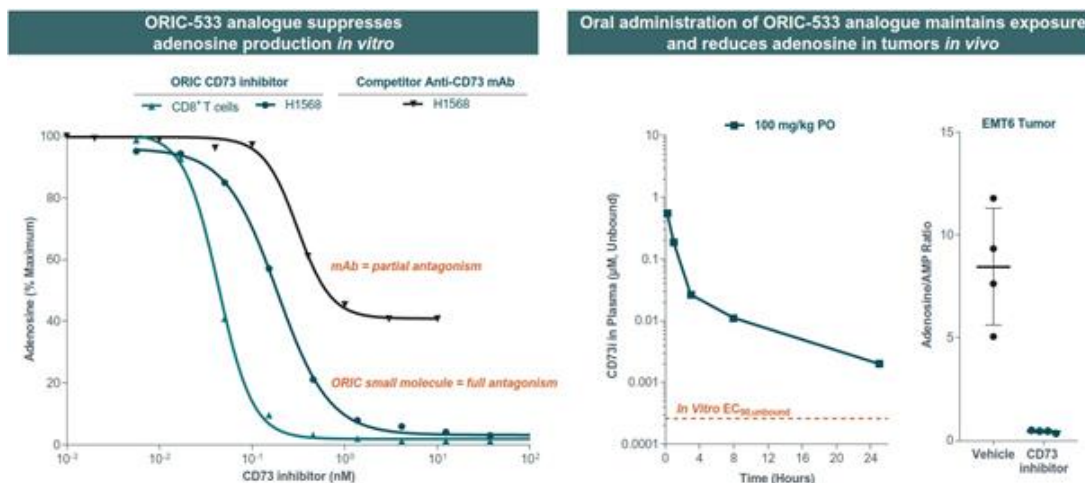 ORIC-533 analogue suppresses
adenosine production in vitro
ORIC CD73 inhibitor
Competitor Anti-CD73 mAb
CD8⁺ T cells
H1568
H1568
100
80
60
40
20
0
Adenosine (% Maximum)
mAb = partial antagonism
ORIC small molecule = full antagonism
10⁻³
10⁻²
10⁻¹
10⁰
10¹
10²
CD73 inhibitor (nM)
Oral administration of ORIC-533 analogue maintains exposure
and reduces adenosine in tumors in vivo
100 mg/kg PO
10
1
0.1
0.01
0.001
0.0001
CD73i in Plasma (µM, Unbound)
In Vitro EC90,unbound
0
4
8
12
16
20
24
Time (Hours)
EMT6 Tumor
15
10
5
0
Adenosine/AMP Ratio
Vehicle
CD73
inhibitor